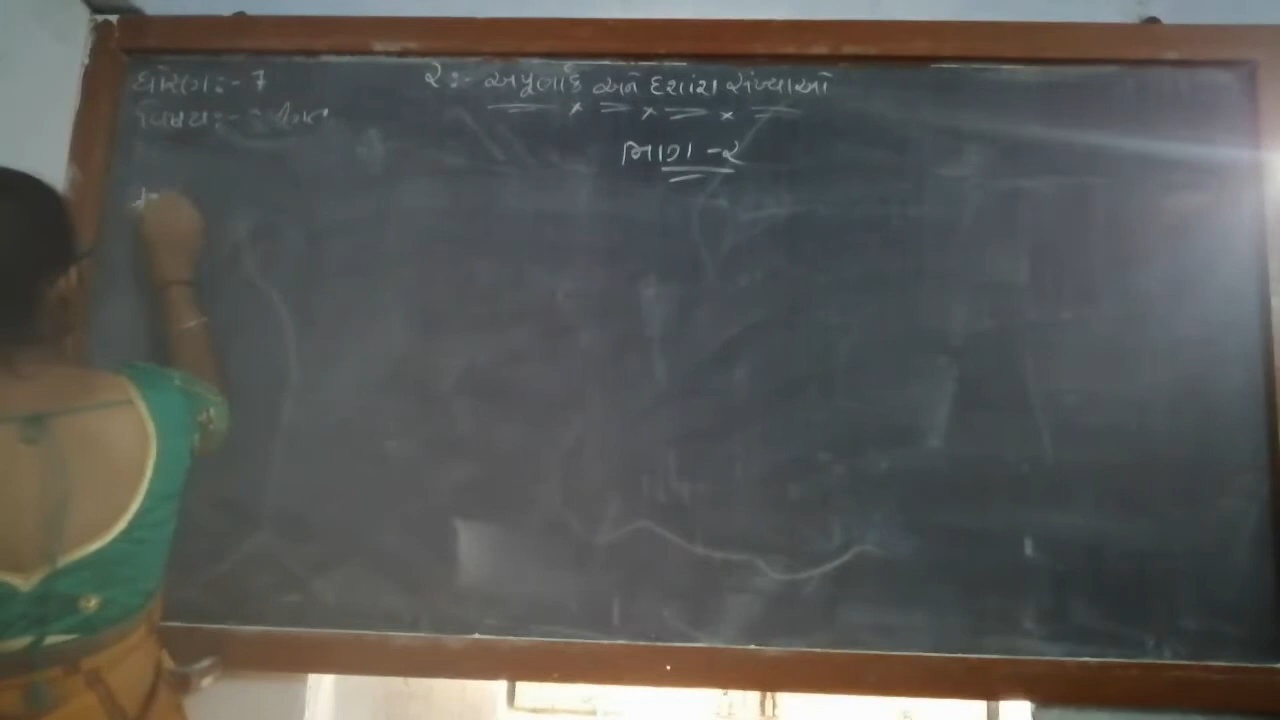 ધોરણ:- 7
વિષય:- ગણિત
૨:- અપૂર્ણાંક અને દશાંશ સંખ્યાઓ
ભાગ -૨